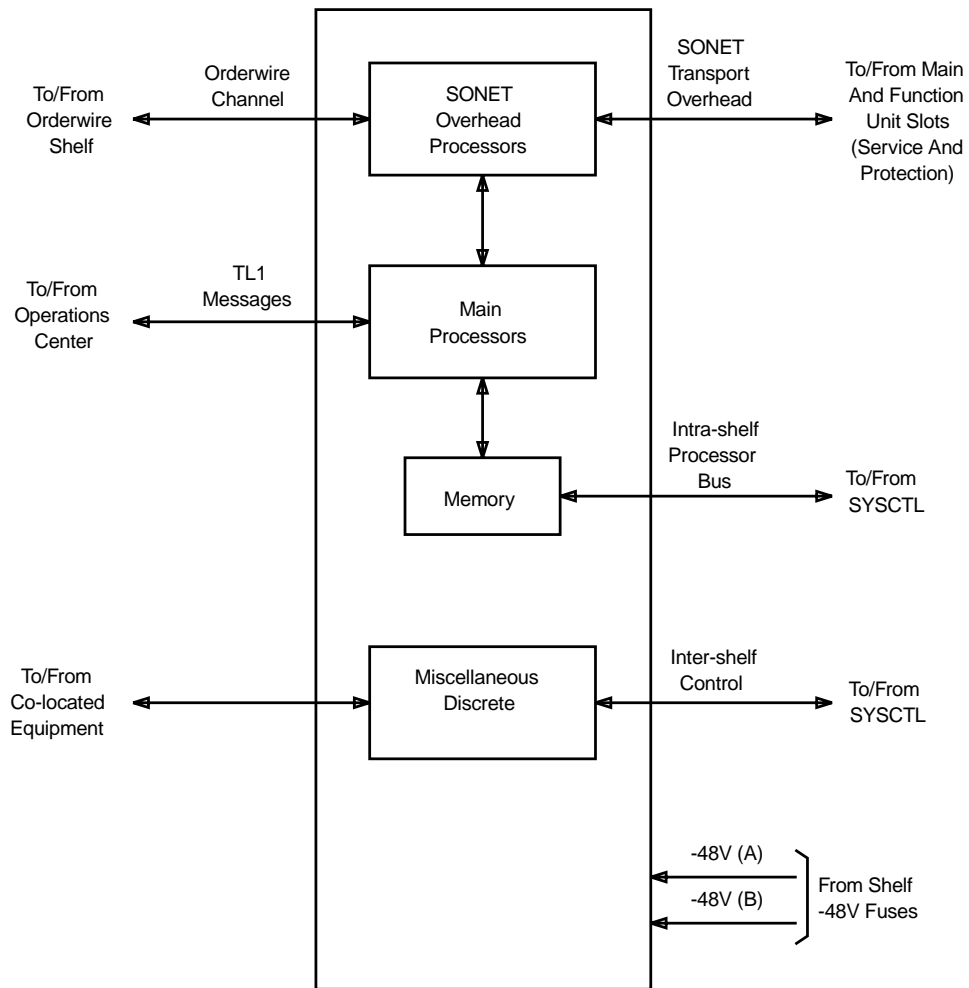 Orderwire
Channel
SONET
Transport
Overhead
To/From
Orderwire
Shelf
SONET
Overhead
Processors
To/From Main
And Function
Unit Slots
(Service And
Protection)
TL1
Messages
To/From
Operations
Center
Main
Processors
Intra-shelf
Processor
Bus
Memory
To/From
SYSCTL
To/From
Co-located
Equipment
Miscellaneous
Discrete
Inter-shelf
Control
To/From
SYSCTL
-48V (A)
-48V (B)
From Shelf
-48V Fuses